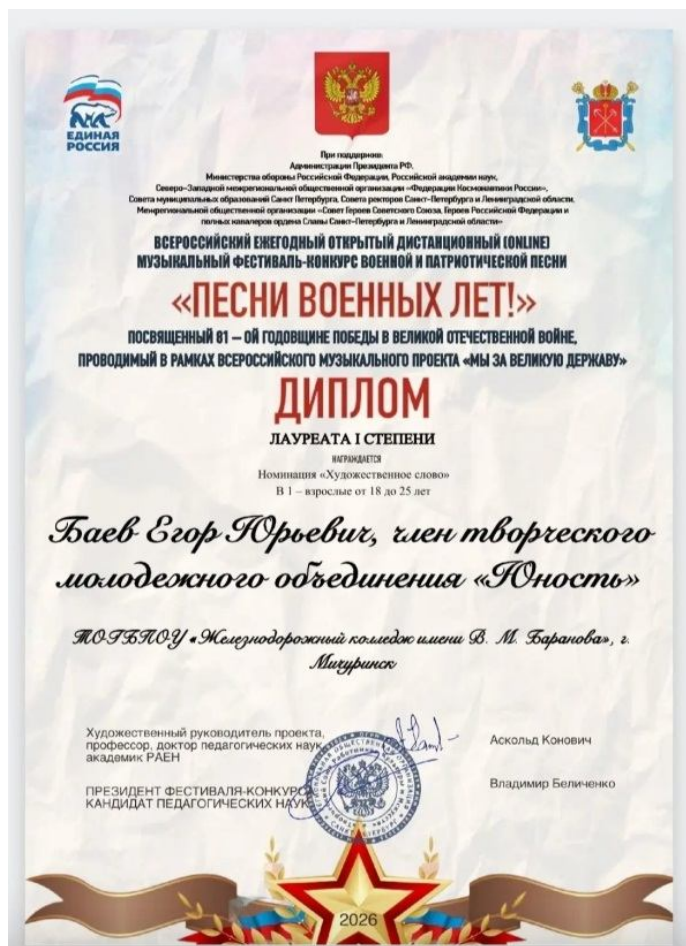 ЕДИНАЯ
РОССИЯ
При поддержке:
Администрации Президента РФ,
Министерства обороны Российской Федерации, Российской академии наук,
Северо-Западной межрегиональной общественной организации «Федерации Космонавтики России»,
Совета муниципальных образований Санкт Петербурга, Совета ректоров Санкт-Петербурга и Ленинградской области,
Межрегиональной общественной организации «Совет Героев Советского Союза, Героев Российской Федерации и
полных кавалеров ордена Славы Санкт-Петербурга и Ленинградской области»
ВСЕРОССИЙСКИЙ ЕЖЕГОДНЫЙ ОТКРЫТЫЙ ДИСТАНЦИОННЫЙ (ONLINE)
МУЗЫКАЛЬНЫЙ ФЕСТИВАЛЬ-КОНКУРС ВОЕННОЙ И ПАТРИОТИЧЕСКОЙ ПЕСНИ
«ПЕСНИ ВОЕННЫХ ЛЕТ!»
ПОСВЯЩЕННЫЙ 81 – ОЙ ГОДОВЩИНЕ ПОБЕДЫ В ВЕЛИКОЙ ОТЕЧЕСТВЕННОЙ ВОЙНЕ,
ПРОВОДИМЫЙ В РАМКАХ ВСЕРОССИЙСКОГО МУЗЫКАЛЬНОГО ПРОЕКТА «МЫ ЗА ВЕЛИКУЮ ДЕРЖАВУ»
ДИПЛОМ
ЛАУРЕАТА I СТЕПЕНИ
НАГРАЖДАЕТСЯ
Номинация «Художественное слово»
В 1 – взрослые от 18 до 25 лет
Баев Егор Юрьевич, член творческого
молодежного объединения «Юность»
ТОГБПОУ «Железнодорожный колледж имени В. М. Баранова», г.
Мичуринск
Художественный руководитель проекта,
профессор, доктор педагогических наук,
академик РАЕН
Аскольд Конович
ПРЕЗИДЕНТ ФЕСТИВАЛЯ-КОНКУРСА
КАНДИДАТ ПЕДАГОГИЧЕСКИХ НАУК
Владимир Беличенко
2026